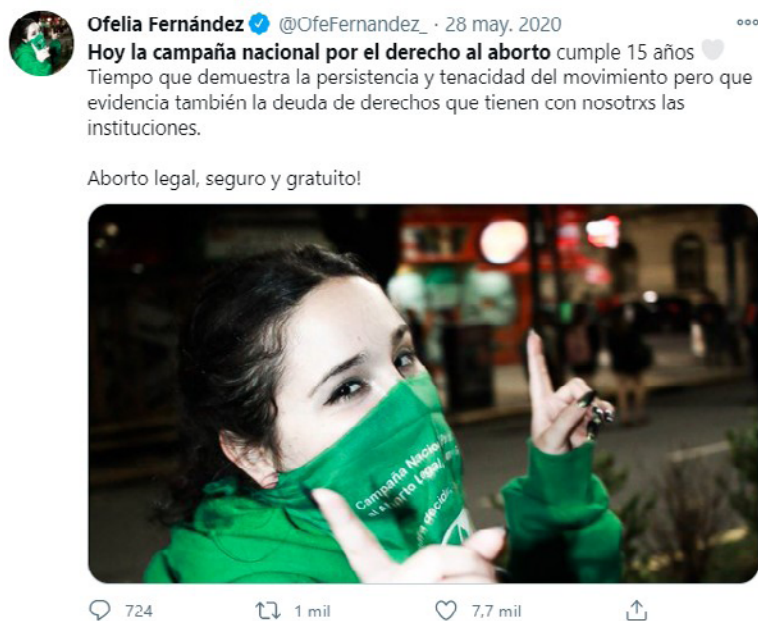 Ofelia Fernández @OfeFernandez_ · 28 may. 2020
Hoy la campaña nacional por el derecho al aborto cumple 15 años 🤍
Tiempo que demuestra la persistencia y tenacidad del movimiento pero que
evidencia también la deuda de derechos que tienen con nosotrxs las
instituciones.
Aborto legal, seguro y gratuito!
Campaña Nacio
aborto legal,
decidir
724 1 mil 7,7 mil